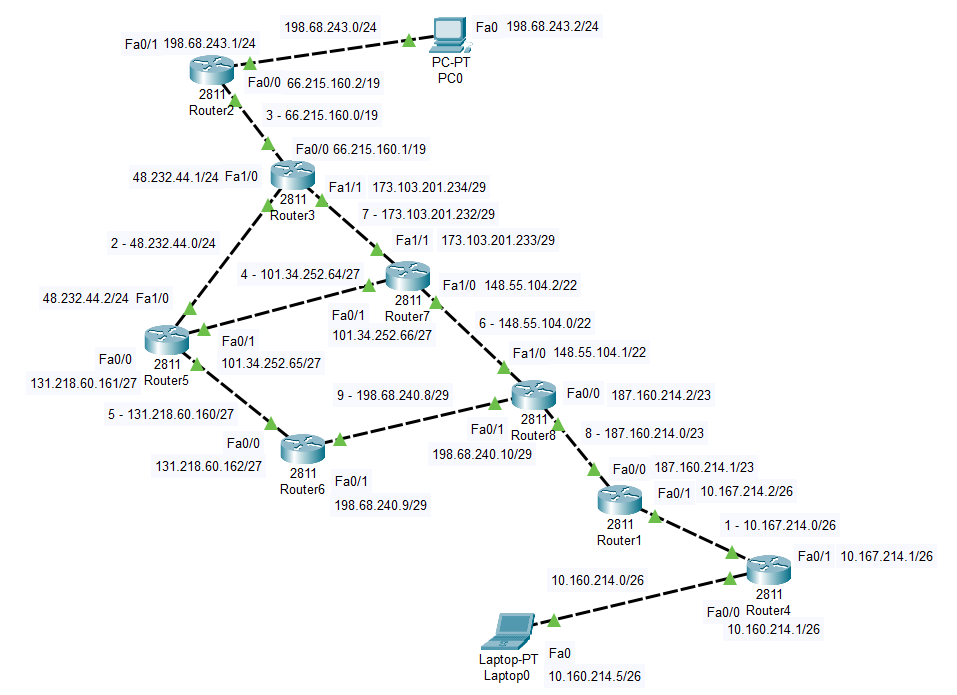 198.68.243.0/24
Fa0 198.68.243.2/24
Fa0/1 198.68.243.1/24
PC-PT
PC0
Fa0/0 66.215.160.2/19
2811
Router2
3 - 66.215.160.0/19
Fa0/0 66.215.160.1/19
48.232.44.1/24 Fa1/0
Fa1/1 173.103.201.234/29
2811
Router3
7 - 173.103.201.232/29
2 - 48.232.44.0/24
Fa1/1 173.103.201.233/29
4 - 101.34.252.64/27
Fa1/0 148.55.104.2/22
48.232.44.2/24 Fa1/0
2811
Router7
Fa0/1
101.34.252.66/27
6 - 148.55.104.0/22
Fa0/1
101.34.252.65/27
Fa1/0 148.55.104.1/22
Fa0/0
131.218.60.161/27
2811
Router5
9 - 198.68.240.8/29
Fa0/0 187.160.214.2/23
5 - 131.218.60.160/27
2811
Router8
Fa0/1
198.68.240.10/29
8 - 187.160.214.0/23
Fa0/0
131.218.60.162/27
2811
Router6
Fa0/1
198.68.240.9/29
Fa0/0 187.160.214.1/23
Fa0/1 10.167.214.2/26
2811
Router1
1 - 10.167.214.0/26
Fa0/1 10.167.214.1/26
10.160.214.0/26
2811
Router4
Fa0/0
10.160.214.1/26
Laptop-PT
Laptop0
Fa0
10.160.214.5/26